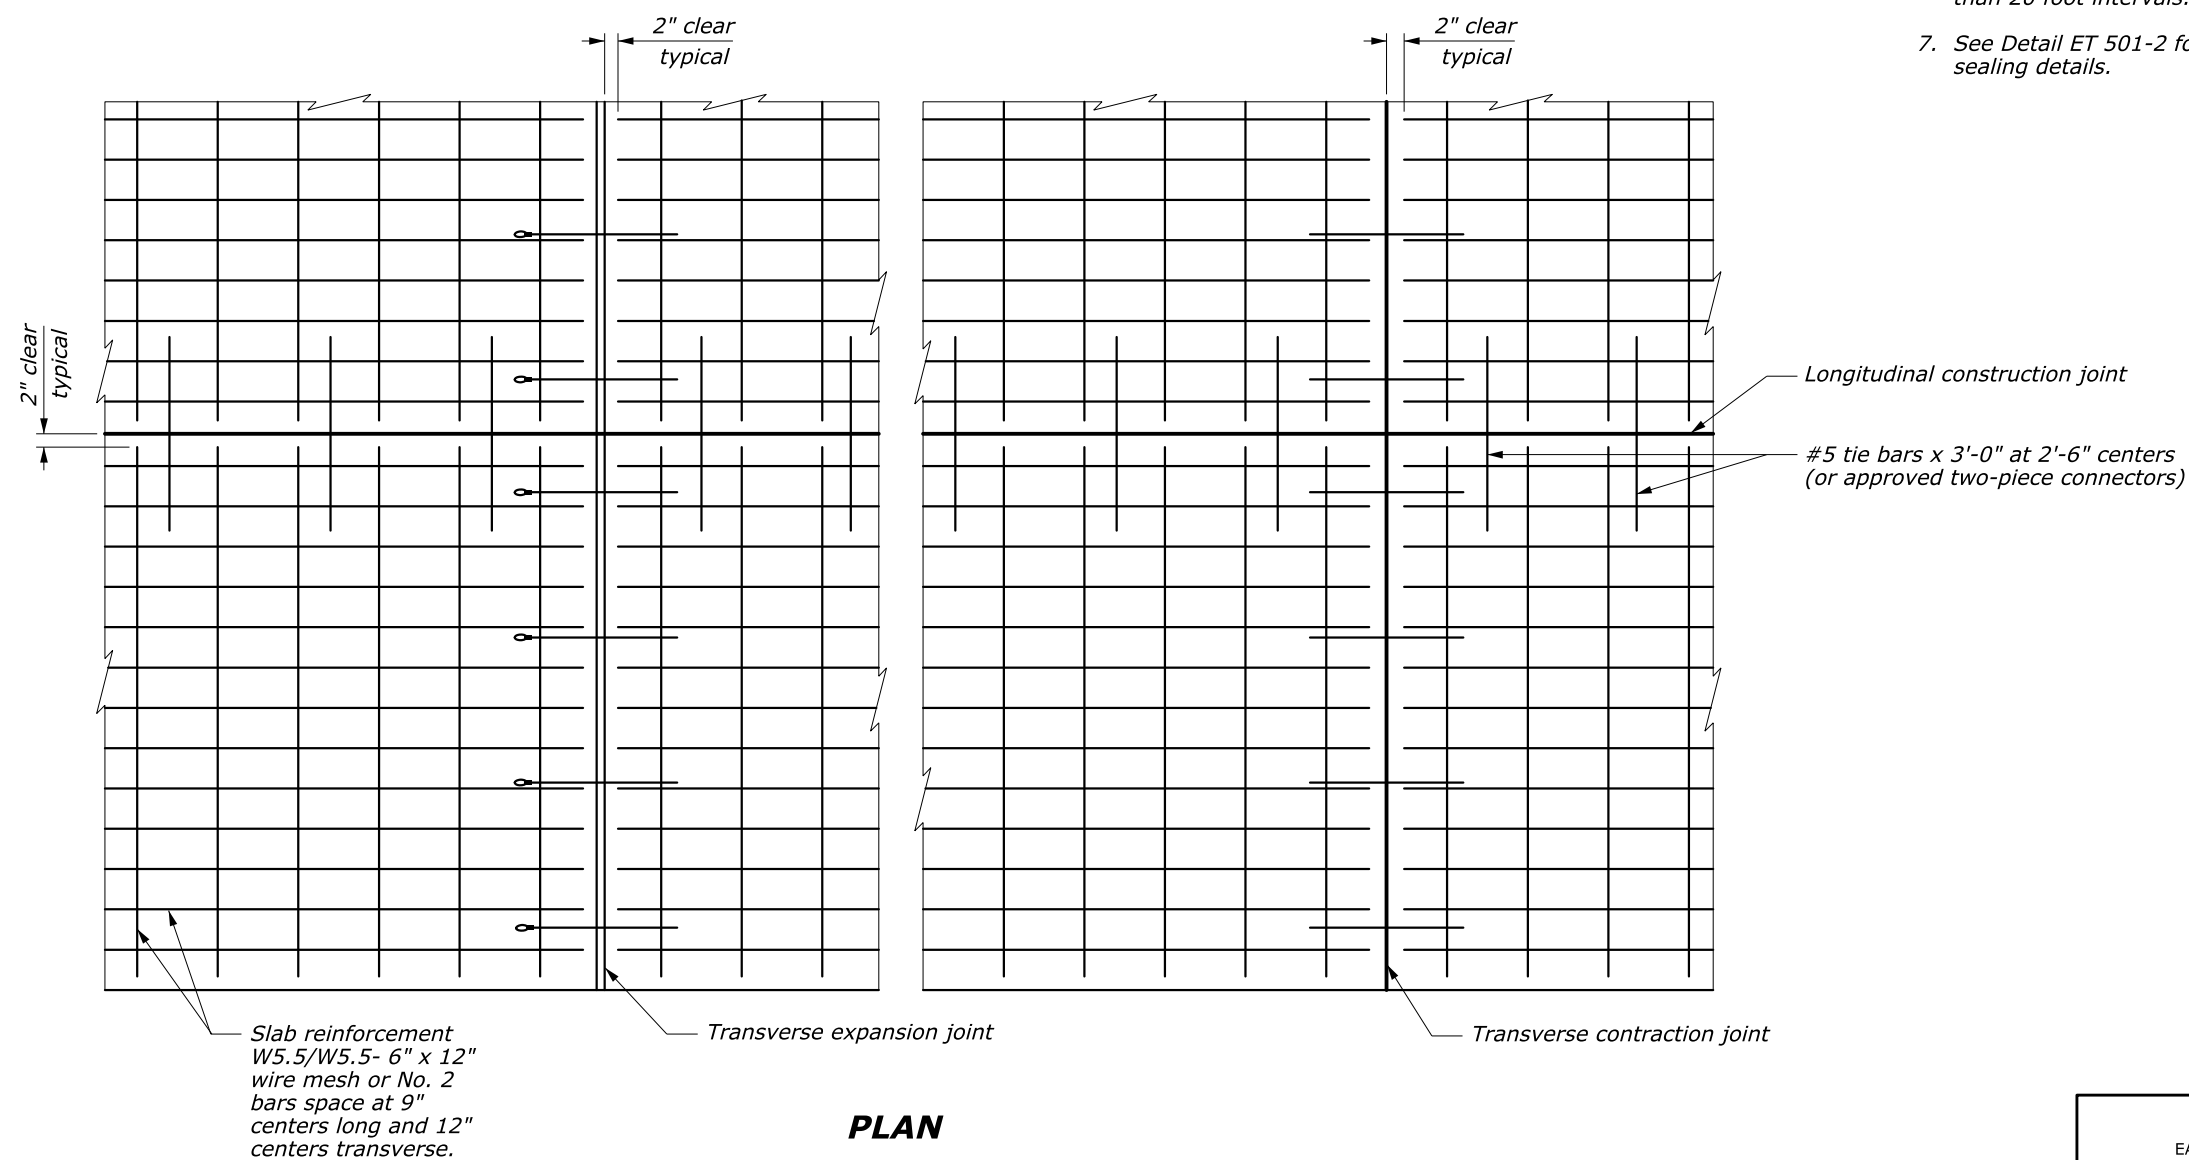 than 20 foot intervals.
7. See Detail ET 501-2
sealing details.
2" clear
typical
2" clear
typical
2" clear
typical
Longitudinal construction joint
#5 tie bars x 3'-0" at 2'-6" centers
(or approved two-piece connectors)
Slab reinforcement
W5.5/W5.5- 6" x 12"
wire mesh or No. 2
bars space at 9"
centers long and 12"
centers transverse.
Transverse expansion joint
Transverse contraction joint
PLAN